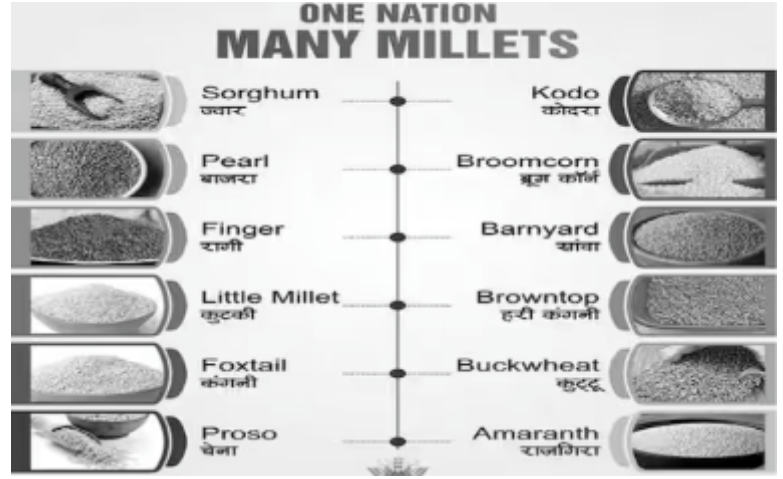 ONE NATION
MANY MILLETS
Sorghum
ज्वार
Pearl
बाजरा
Finger
रागी
Little Millet
कुटकी
Foxtail
कंगनी
Proso
चेना
Kodo
कोदरा
Broomcorn
ब्रूम कॉर्न
Barnyard
सांवा
Browntop
हरी कंगनी
Buckwheat
कुट्टू
Amaranth
राजगिरा